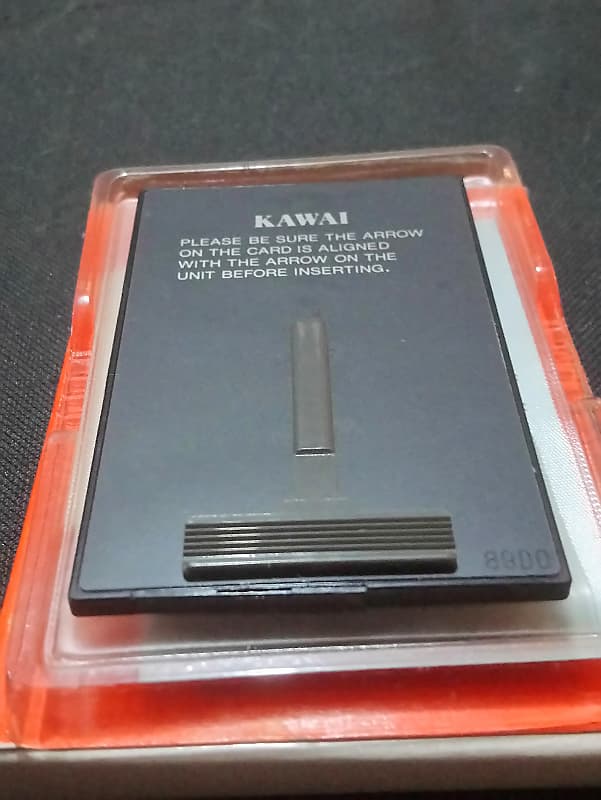 KAWAI
PLEASE BE SURE THE ARROW
ON THE CARD IS ALIGNED
WITH THE ARROW ON THE
UNIT BEFORE INSERTING.
89D0